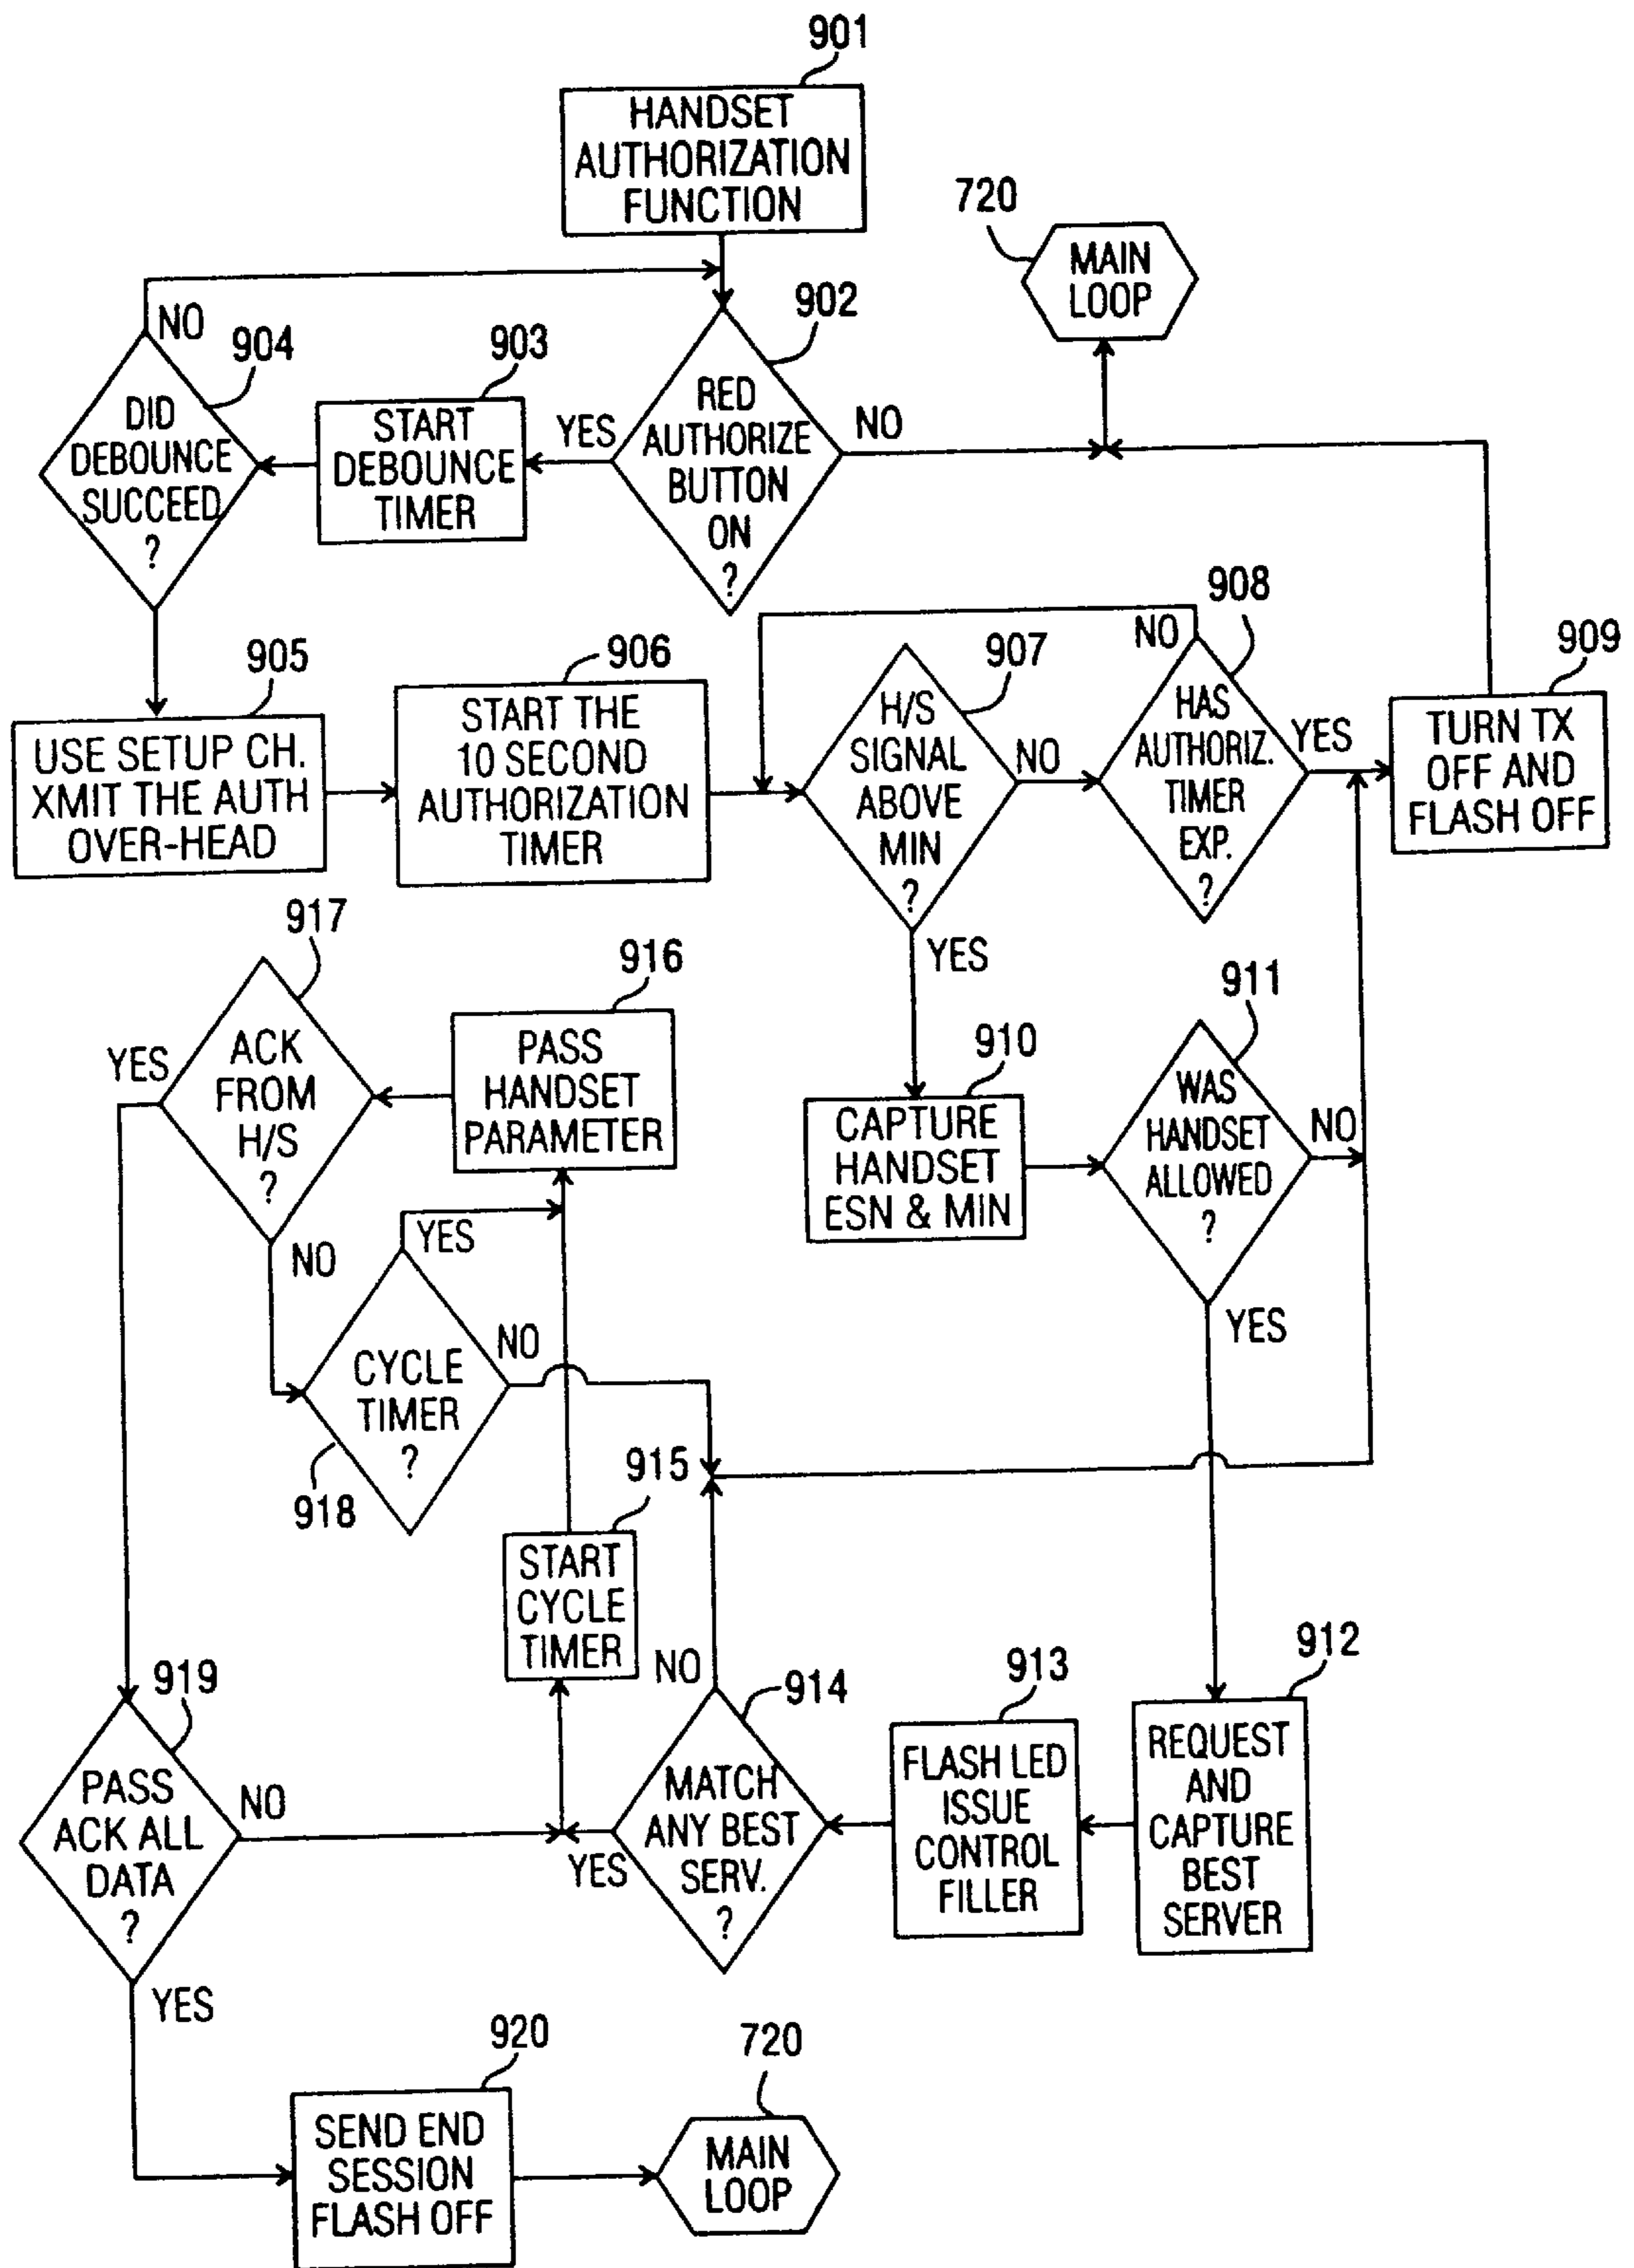 901
HANDSET
AUTHORIZATION
FUNCTION
720
MAIN
LOOP
902
RED
AUTHORIZE
BUTTON
ON
?
YES
NO
903
START
DEBOUNCE
TIMER
904
NO
DID
DEBOUNCE
SUCCEED
?
905
USE SETUP CH.
XMIT THE AUTH
OVER-HEAD
906
START THE
10 SECOND
AUTHORIZATION
TIMER
907
H/S
SIGNAL
ABOVE
MIN
?
NO
YES
908
NO
HAS
AUTHORIZ.
TIMER
EXP.
?
YES
909
TURN TX
OFF AND
FLASH OFF
910
CAPTURE
HANDSET
ESN & MIN
911
WAS
HANDSET
ALLOWED
?
NO
YES
917
ACK
FROM
H/S
?
YES
NO
916
PASS
HANDSET
PARAMETER
YES
CYCLE
TIMER
?
NO
918
915
START
CYCLE
TIMER
912
REQUEST
AND
CAPTURE
BEST
SERVER
913
FLASH LED
ISSUE
CONTROL
FILLER
914
NO
MATCH
ANY BEST
SERV.
?
YES
919
PASS
ACK ALL
DATA
?
NO
YES
920
SEND END
SESSION
FLASH OFF
720
MAIN
LOOP